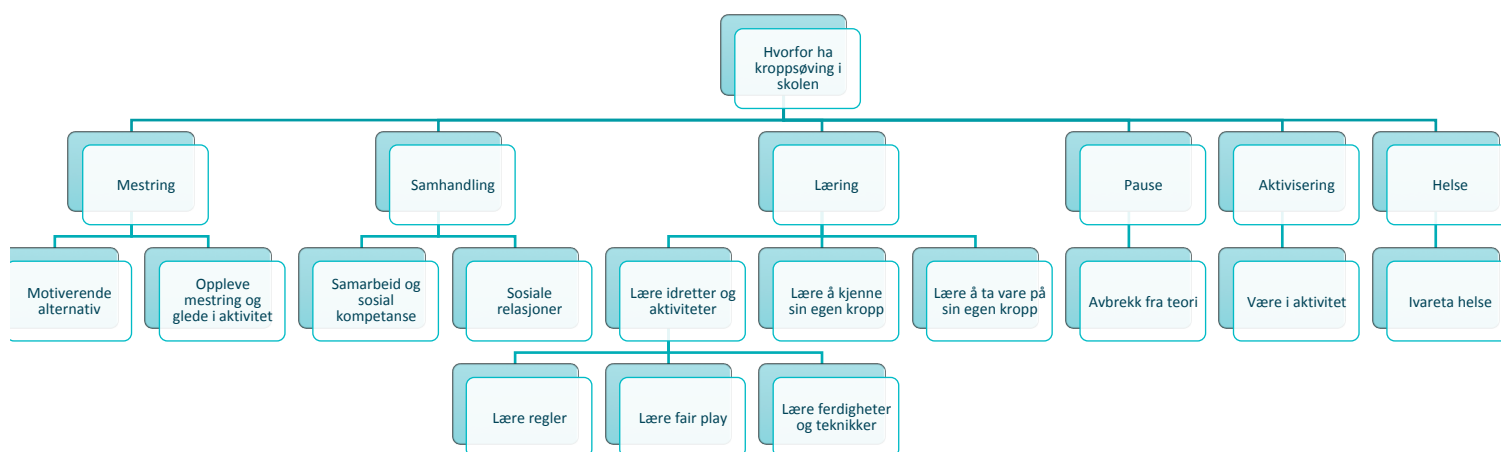 Hvorfor ha
kroppsøving i
skolen
Mestring
Samhandling
Læring
Pause
Aktivisering
Helse
Motiverende
alternativ
Oppleve
mestring og
glede i aktivitet
Samarbeid og
sosial
kompetanse
Sosiale
relasjoner
Lære idretter og
aktiviteter
Lære å kjenne
sin egen kropp
Lære å ta vare på
sin egen kropp
Avbrekk fra teori
Være i aktivitet
Ivareta helse
Lære regler
Lære fair play
Lære ferdigheter
og teknikker